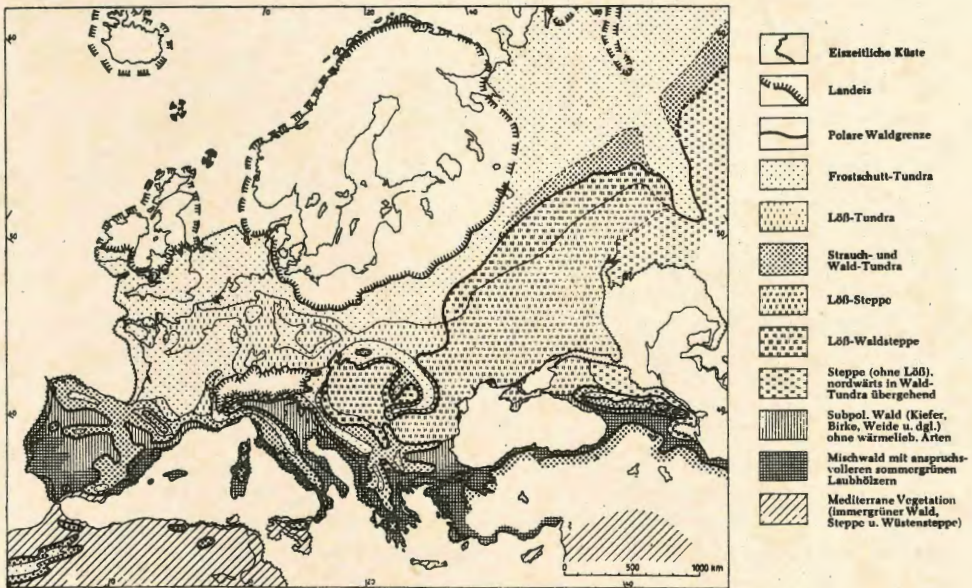 Eiszeitliche Küste
Landeis
Polare Waldgrenze
Frostschutt-Tundra
Löß-Tundra
Strauch- und
Wald-Tundra
Löß-Steppe
Löß-Waldsteppe
Steppe (ohne Löß),
nordwärts in Wald-
Tundra übergehend
Subpol. Wald (Kiefer,
Birke, Weide u. dgl.)
ohne wärmelieb. Arten
Mischwald mit anspruchs-
volleren sommergrünen
Laubhölzern
Mediterrane Vegetation
(immergrüner Wald,
Steppe u. Wüstensteppe)
0 500 1000 km